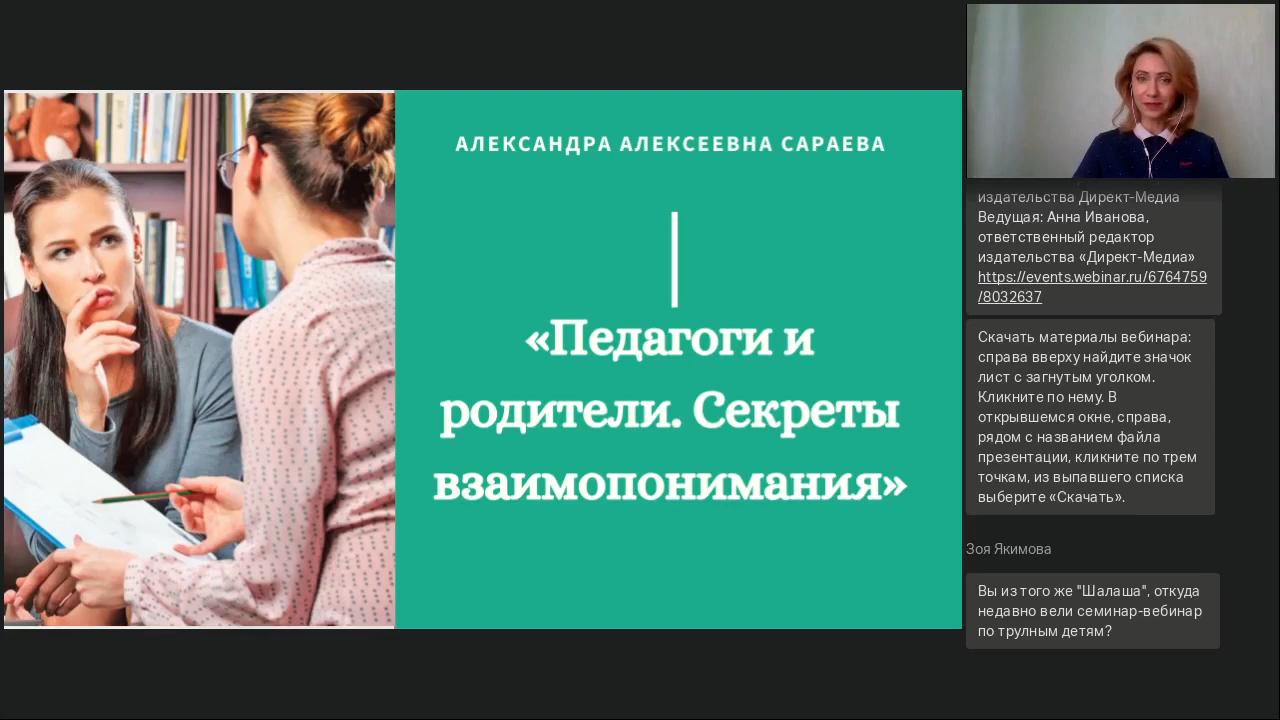 АЛЕКСАНДРА АЛЕКСЕЕВНА САРАЕВА
«Педагоги и
родители. Секреты
взаимопонимания»
издательства Директ-Медиа
Ведущая: Анна Иванова,
ответственный редактор
издательства «Директ-Медиа»
https://events.webinar.ru/6764759
/8032637
Скачать материалы вебинара:
справа вверху найдите значок
лист с загнутым уголком.
Кликните по нему. В
открывшемся окне, справа,
рядом с названием файла
презентации, кликните по трем
точкам, из выпавшего списка
выберите «Скачать».
Зоя Якимова
Вы из того же "Шалаша", откуда
недавно вели семинар-вебинар
по трулным детям?